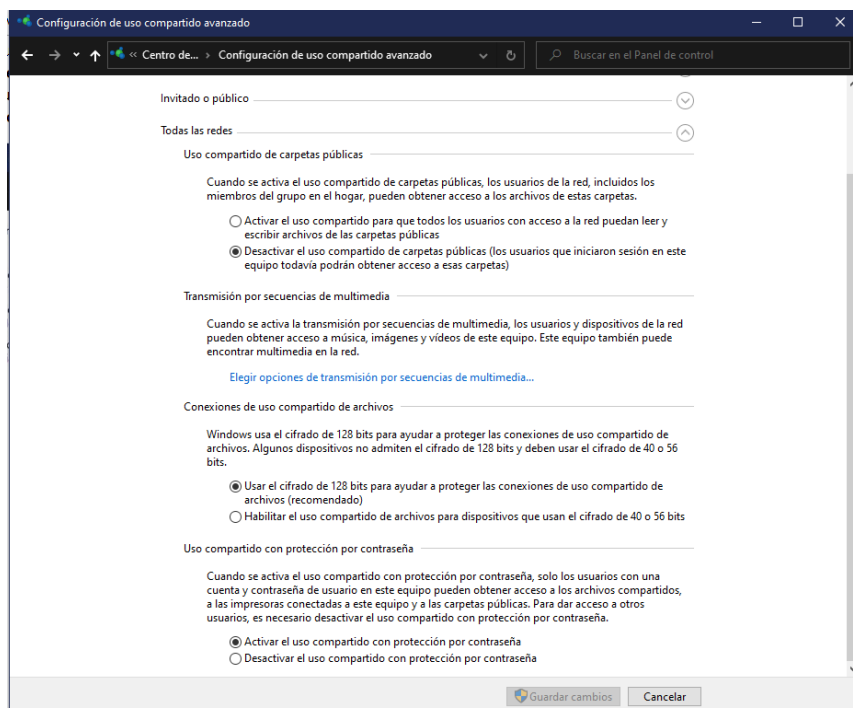 Configuración de uso compartido avanzado
« Centro de... › Configuración de uso compartido avanzado
Buscar en el Panel de control
Invitado o público
Todas las redes
Uso compartido de carpetas públicas
Cuando se activa el uso compartido de carpetas públicas, los usuarios de la red, incluidos los
miembros del grupo en el hogar, pueden obtener acceso a los archivos de estas carpetas.
Activar el uso compartido para que todos los usuarios con acceso a la red puedan leer y
escribir archivos de las carpetas públicas
Desactivar el uso compartido de carpetas públicas (los usuarios que iniciaron sesión en este
equipo todavía podrán obtener acceso a esas carpetas)
Transmisión por secuencias de multimedia
Cuando se activa la transmisión por secuencias de multimedia, los usuarios y dispositivos de la red
pueden obtener acceso a música, imágenes y vídeos de este equipo. Este equipo también puede
encontrar multimedia en la red.
Elegir opciones de transmisión por secuencias de multimedia...
Conexiones de uso compartido de archivos
Windows usa el cifrado de 128 bits para ayudar a proteger las conexiones de uso compartido de
archivos. Algunos dispositivos no admiten el cifrado de 128 bits y deben usar el cifrado de 40 o 56
bits.
Usar el cifrado de 128 bits para ayudar a proteger las conexiones de uso compartido de
archivos (recomendado)
Habilitar el uso compartido de archivos para dispositivos que usan el cifrado de 40 o 56 bits
Uso compartido con protección por contraseña
Cuando se activa el uso compartido con protección por contraseña, solo los usuarios con una
cuenta y contraseña de usuario en este equipo pueden obtener acceso a los archivos compartidos,
a las impresoras conectadas a este equipo y a las carpetas públicas. Para dar acceso a otros
usuarios, es necesario desactivar el uso compartido con protección por contraseña.
Activar el uso compartido con protección por contraseña
Desactivar el uso compartido con protección por contraseña
Guardar cambios
Cancelar